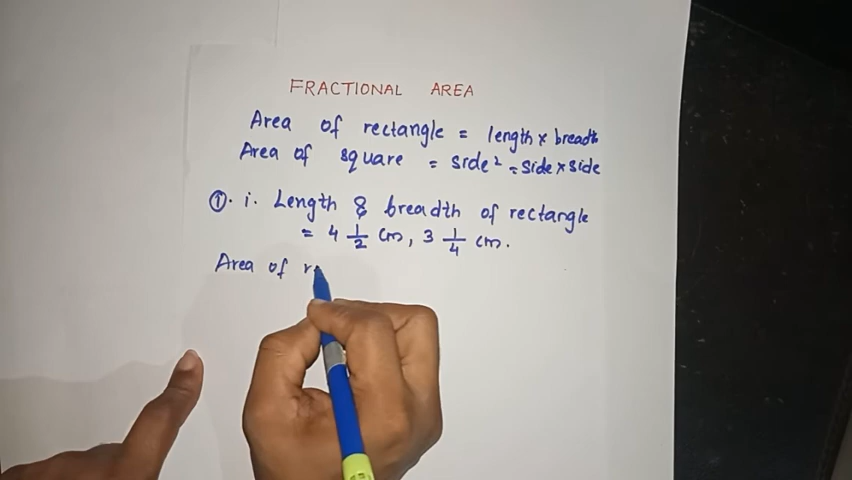 FRACTIONAL AREA
Area of rectangle = length × breadth
Area of square = side² = side × side
①. i. Length & breadth of rectangle
= 4 1/2 cm, 3 1/4 cm.
Area of r